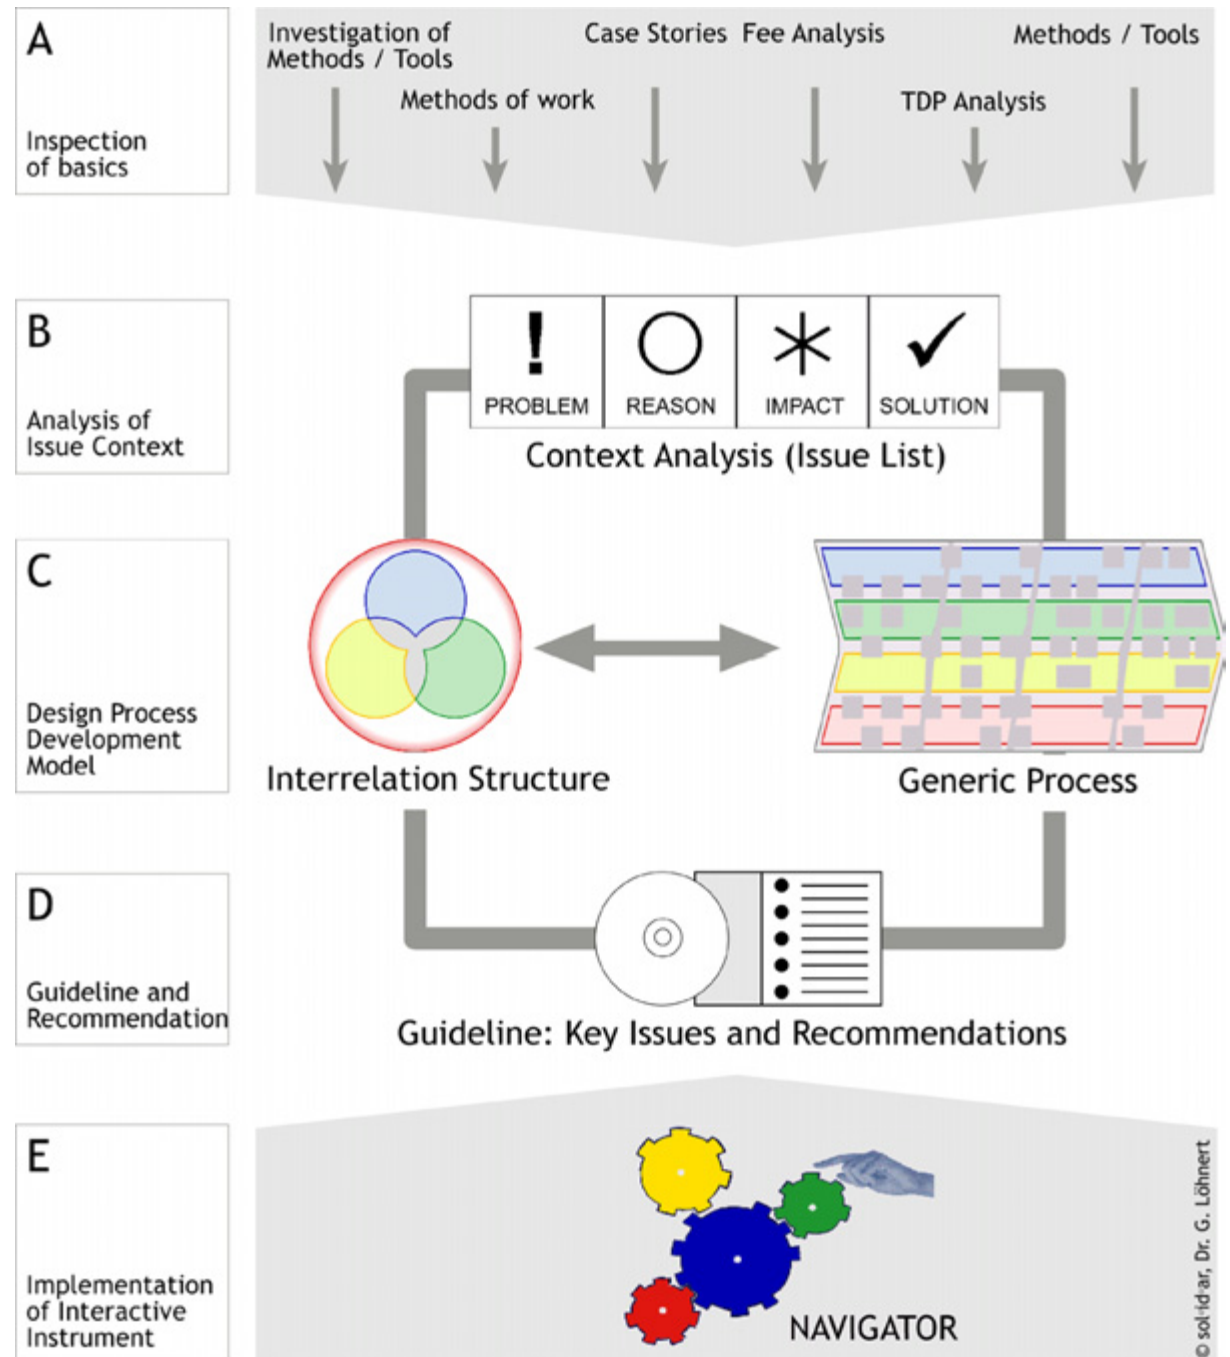 A
Inspection
of basics
Investigation of
Methods / Tools
Methods of work
Case Stories
Fee Analysis
TDP Analysis
Methods / Tools
B
Analysis of
Issue Context
!
PROBLEM
REASON
IMPACT
SOLUTION
Context Analysis (Issue List)
C
Design Process
Development
Model
Interrelation Structure
Generic Process
D
Guideline and
Recommendation
Guideline: Key Issues and Recommendations
E
Implementation
of Interactive
Instrument
NAVIGATOR
© sol·id·ar, Dr. G. Löhnert